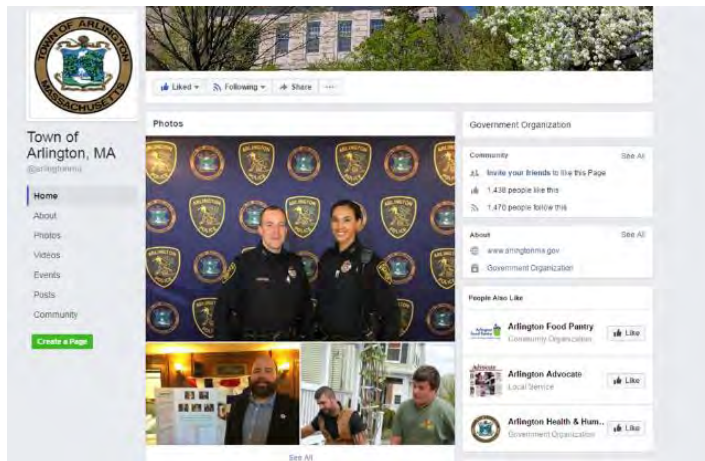 TOWN OF ARLINGTON
MASSACHUSETTS
Liked
Following
Share
Town of
Arlington, MA
@arlingtonma
Home
About
Photos
Videos
Events
Posts
Community
Create a Page
Photos
ARLINGTON
POLICE
See All
Government Organization
Community
See All
Invite your friends to like this Page
1,438 people like this
1,470 people follow this
About
See All
www.arlingtonma.gov
Government Organization
People Also Like
Arlington Food Pantry
Community Organization
Like
Arlington Advocate
Local Service
Like
Arlington Health & Hum...
Government Organization
Like